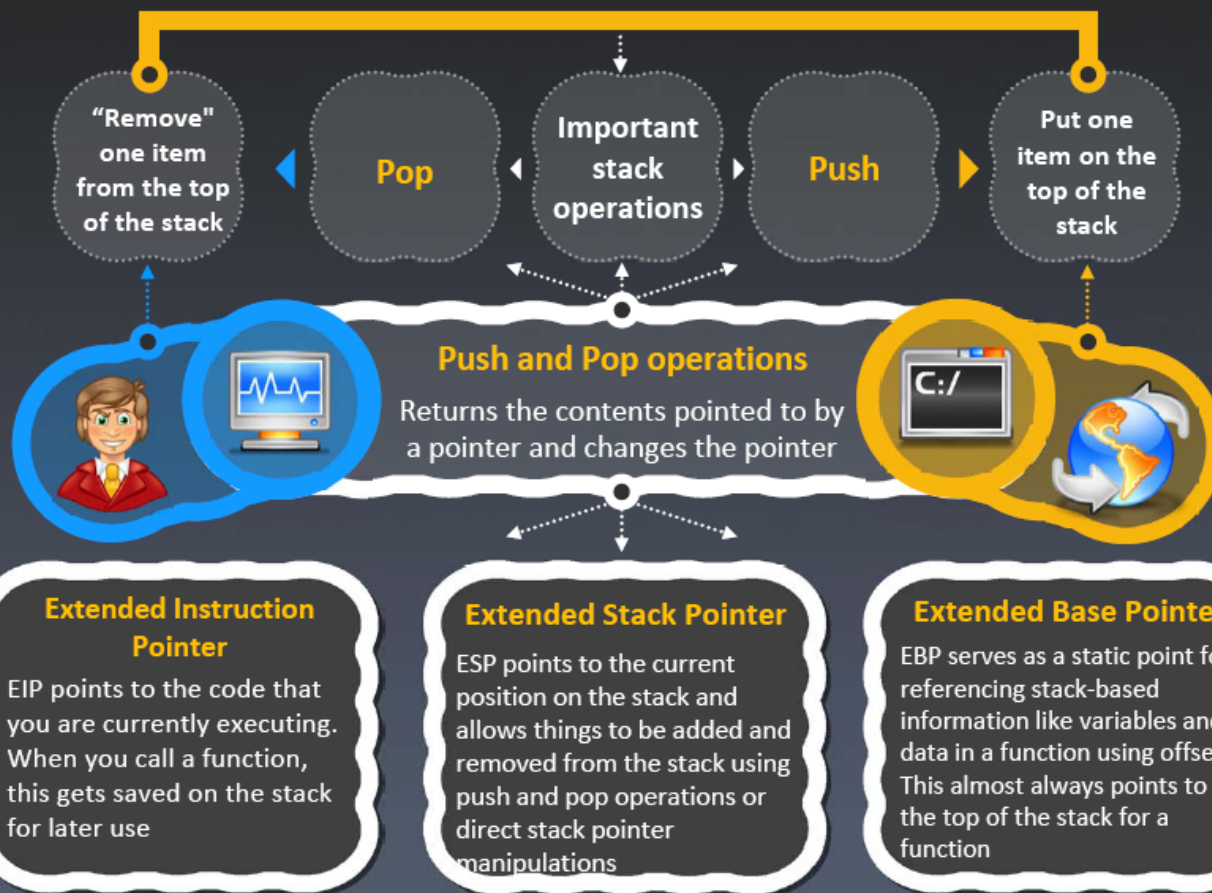 “Remove"
one item
from the top
of the stack
Pop
Important
stack
operations
Push
Put one
item on the
top of the
stack
Push and Pop operations
Returns the contents pointed to by
a pointer and changes the pointer
C:/
Extended Instruction
Pointer
EIP points to the code that
you are currently executing.
When you call a function,
this gets saved on the stack
for later use
Extended Stack Pointer
ESP points to the current
position on the stack and
allows things to be added and
removed from the stack using
push and pop operations or
direct stack pointer
manipulations
Extended Base Pointe
EBP serves as a static point fo
referencing stack-based
information like variables and
data in a function using offse
This almost always points to
the top of the stack for a
function